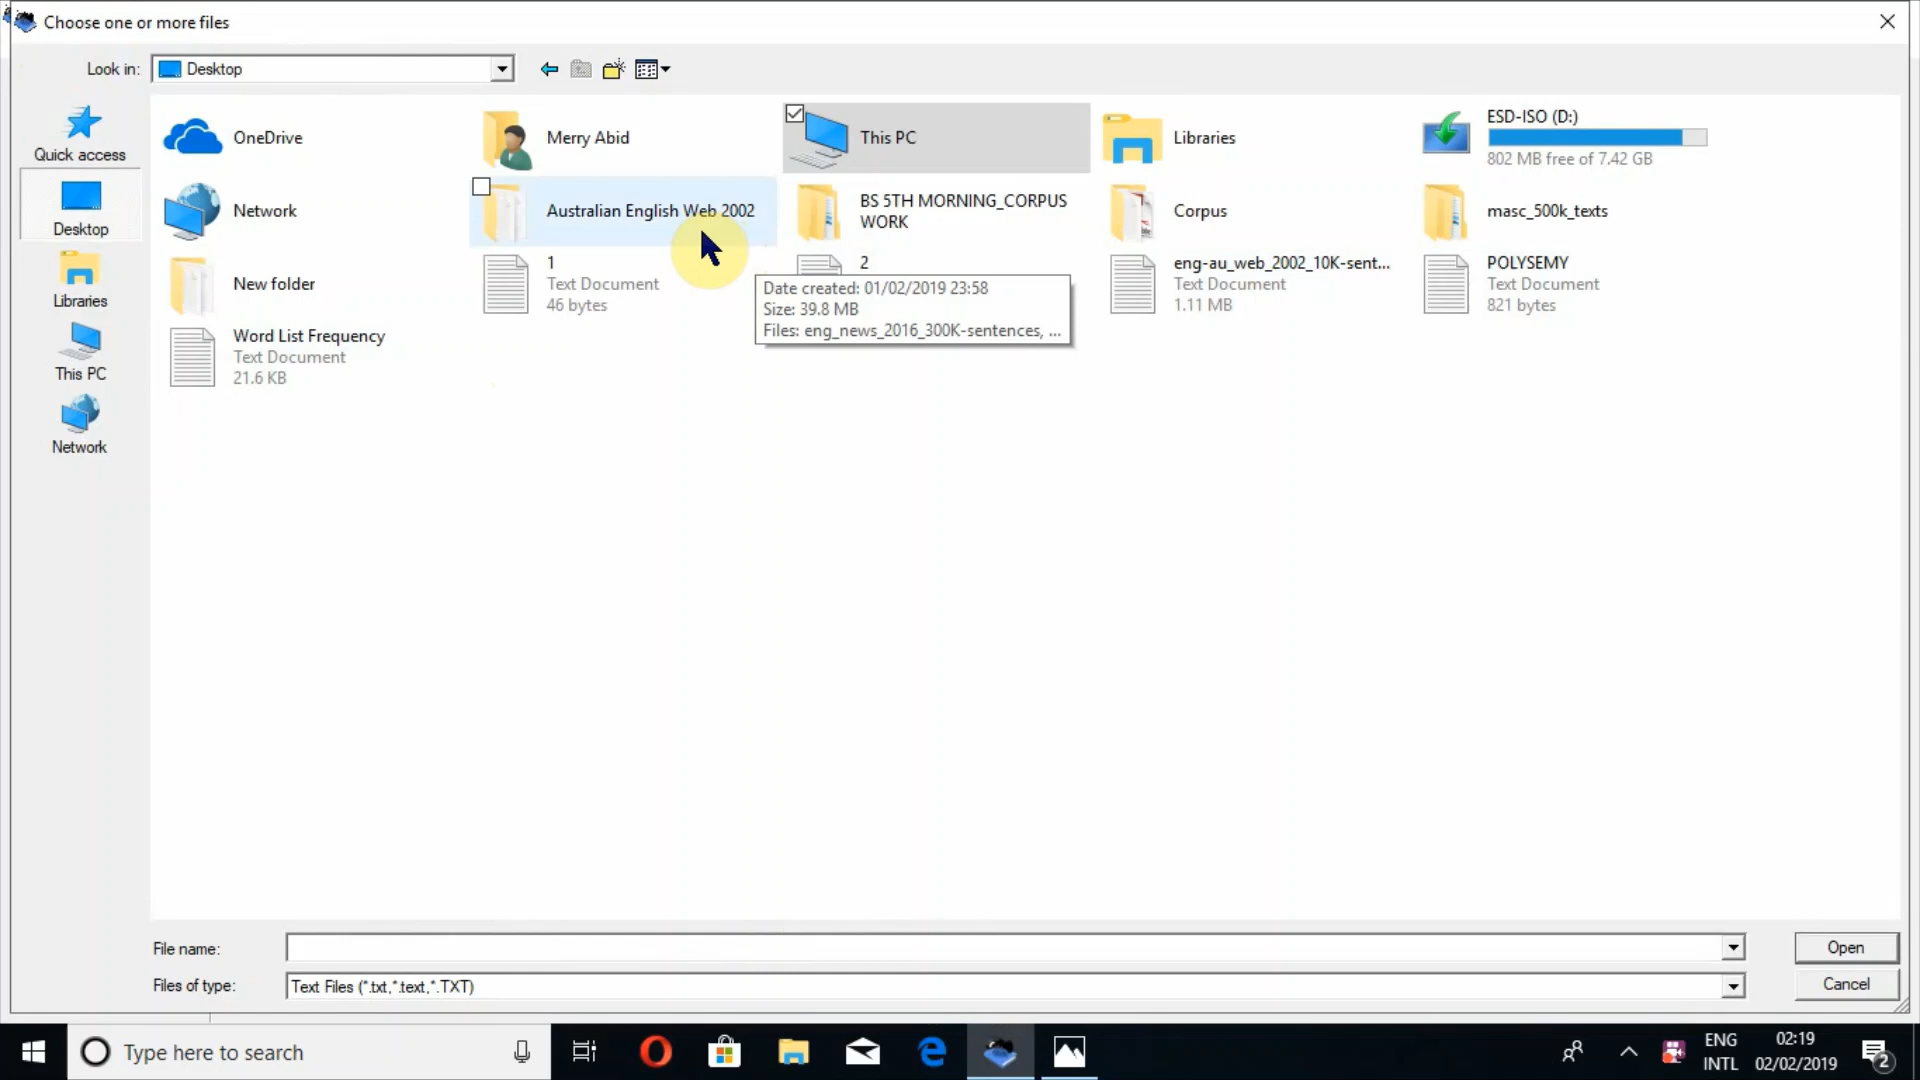 Choose one or more files
Look in:
Desktop
Quick access
Desktop
Libraries
This PC
Network
OneDrive
Merry Abid
This PC
Libraries
ESD-ISO (D:)
802 MB free of 7.42 GB
Network
Australian English Web 2002
BS 5TH MORNING_CORPUS
WORK
Corpus
masc_500k_texts
New folder
1
Text Document
46 bytes
2
Date created: 01/02/2019 23:58
Size: 39.8 MB
Files: eng_news_2016_300K-sentences, ...
eng-au_web_2002_10K-sent...
Text Document
1.11 MB
POLYSEMY
Text Document
821 bytes
Word List Frequency
Text Document
21.6 KB
File name:
Open
Files of type:
Text Files (*.txt,*.text,*.TXT)
Cancel
Type here to search
ENG
INTL
02:19
02/02/2019
2